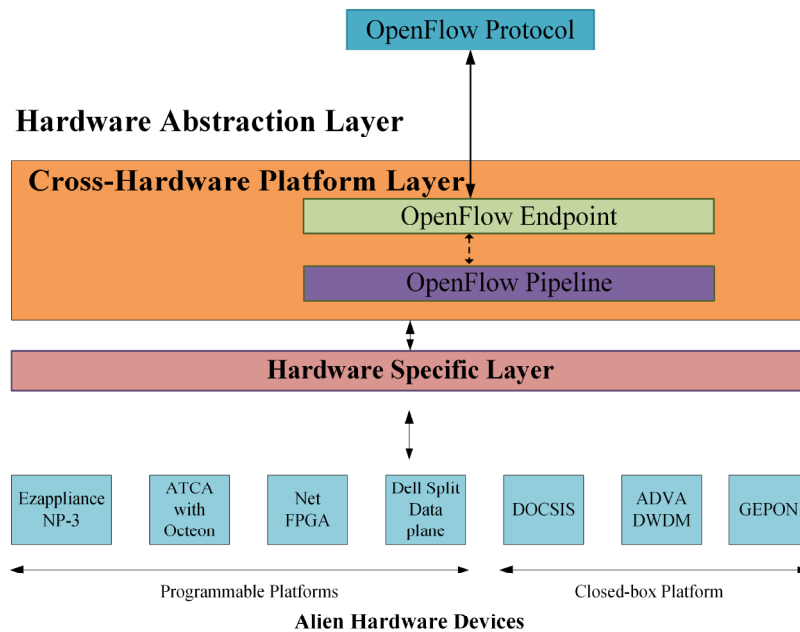 OpenFlow Protocol
Hardware Abstraction Layer
Cross-Hardware Platform Layer
OpenFlow Endpoint
OpenFlow Pipeline
Hardware Specific Layer
Ezappliance
NP-3
ATCA
with
Octeon
Net
FPGA
Dell Split
Data
plane
DOCSIS
ADVA
DWDM
GEPON
Programmable Platforms
Closed-box Platform
Alien Hardware Devices